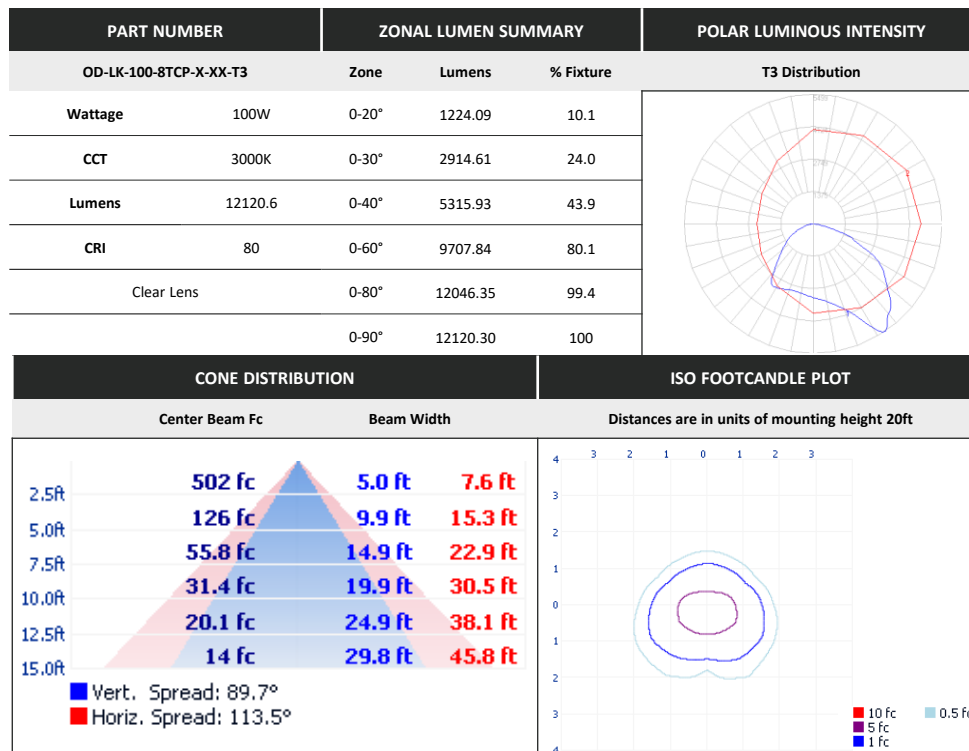 PART NUMBER
ZONAL LUMEN SUMMARY
POLAR LUMINOUS INTENSITY
OD-LK-100-8TCP-X-XX-T3
Zone Lumens % Fixture
T3 Distribution
Wattage 100W
0-20° 1224.09 10.1
CCT 3000K
0-30° 2914.61 24.0
Lumens 12120.6
0-40° 5315.93 43.9
CRI 80
0-60° 9707.84 80.1
Clear Lens
0-80° 12046.35 99.4
0-90° 12120.30 100
CONE DISTRIBUTION
ISO FOOTCANDLE PLOT
Center Beam Fc Beam Width
Distances are in units of mounting height 20ft
2.5ft 502 fc 5.0 ft 7.6 ft
5.0ft 126 fc 9.9 ft 15.3 ft
7.5ft 55.8 fc 14.9 ft 22.9 ft
10.0ft 31.4 fc 19.9 ft 30.5 ft
12.5ft 20.1 fc 24.9 ft 38.1 ft
15.0ft 14 fc 29.8 ft 45.8 ft
Vert. Spread: 89.7°
Horiz. Spread: 113.5°
3 2 1 0 1 2 3
4
3
2
1
0
1
2
3
4
10 fc 0.5 fc
5 fc
1 fc